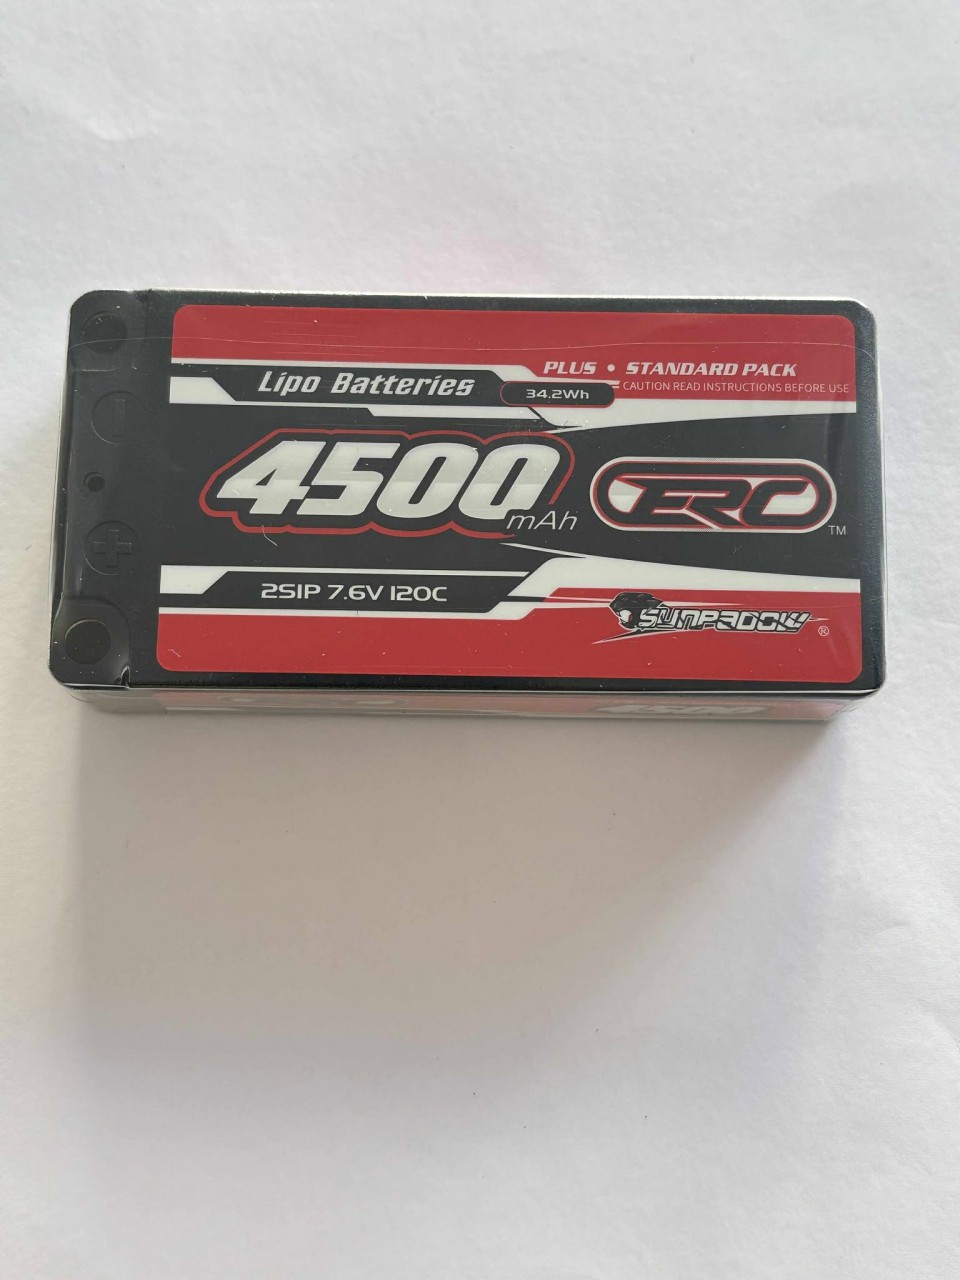 PLUS • STANDARD PACK
Lipo Batteries
34.2Wh
CAUTION READ INSTRUCTIONS BEFORE USE
4500
mAh
ERC
TM
2S1P 7.6V 120C
SUNPADOW
®
4500